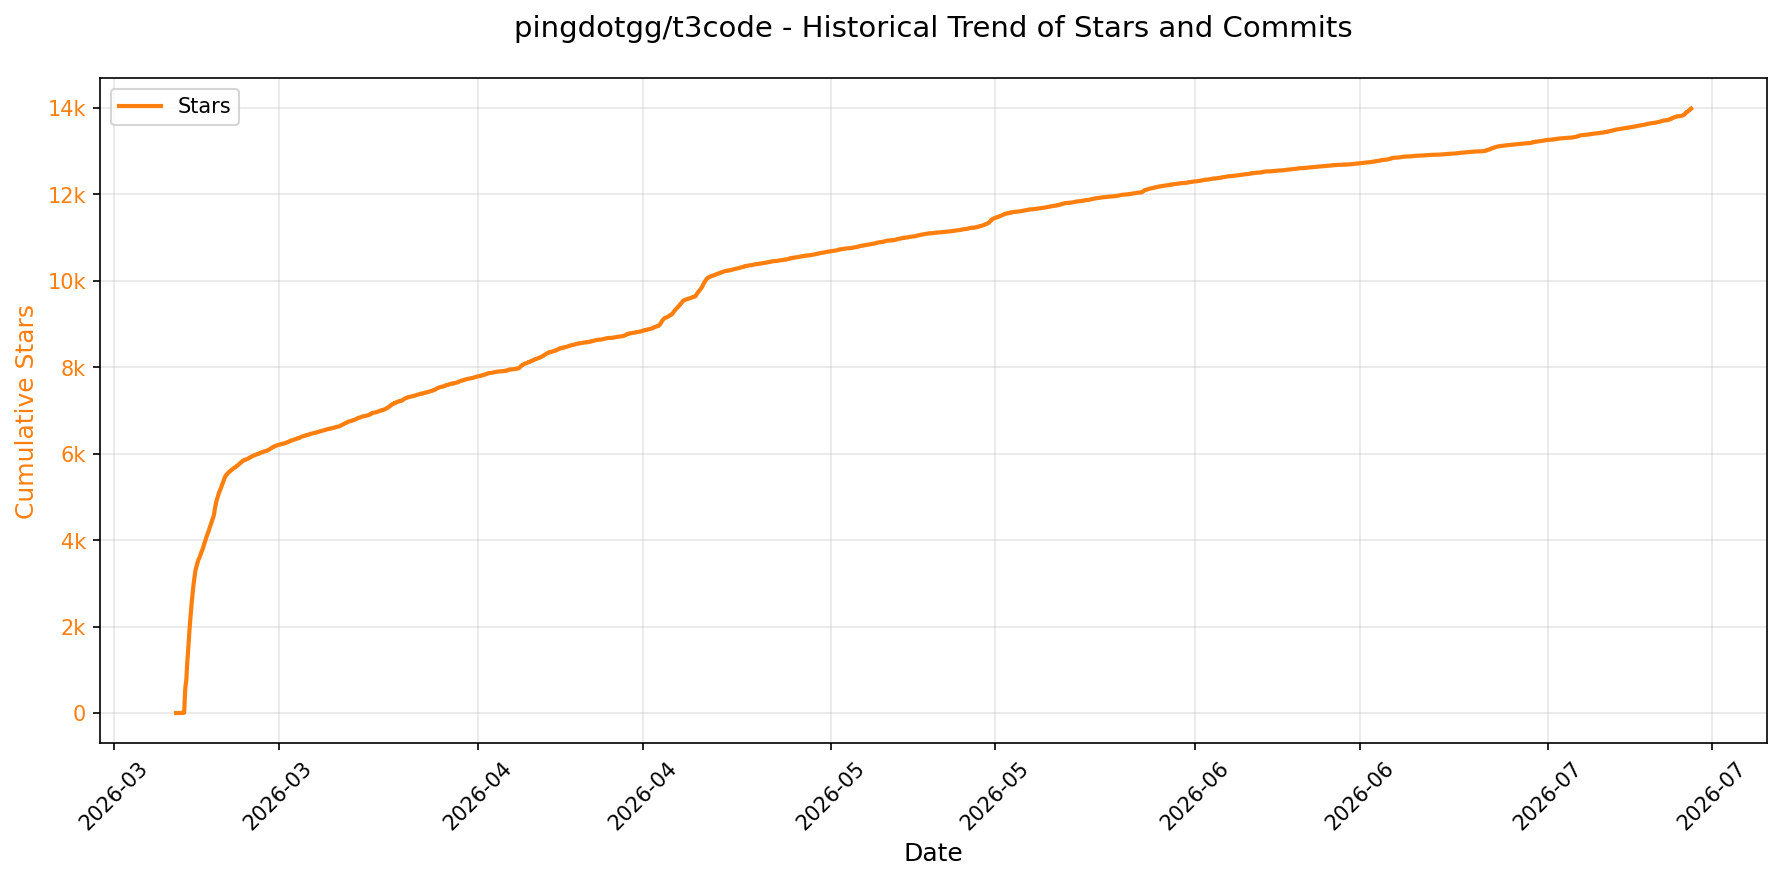 pingdotgg/t3code - Historical Trend of Stars and Commits
Stars
14k
12k
10k
8k
6k
4k
2k
0
Cumulative Stars
2026-03
2026-03
2026-04
2026-04
2026-05
2026-05
2026-06
2026-06
2026-07
2026-07
Date